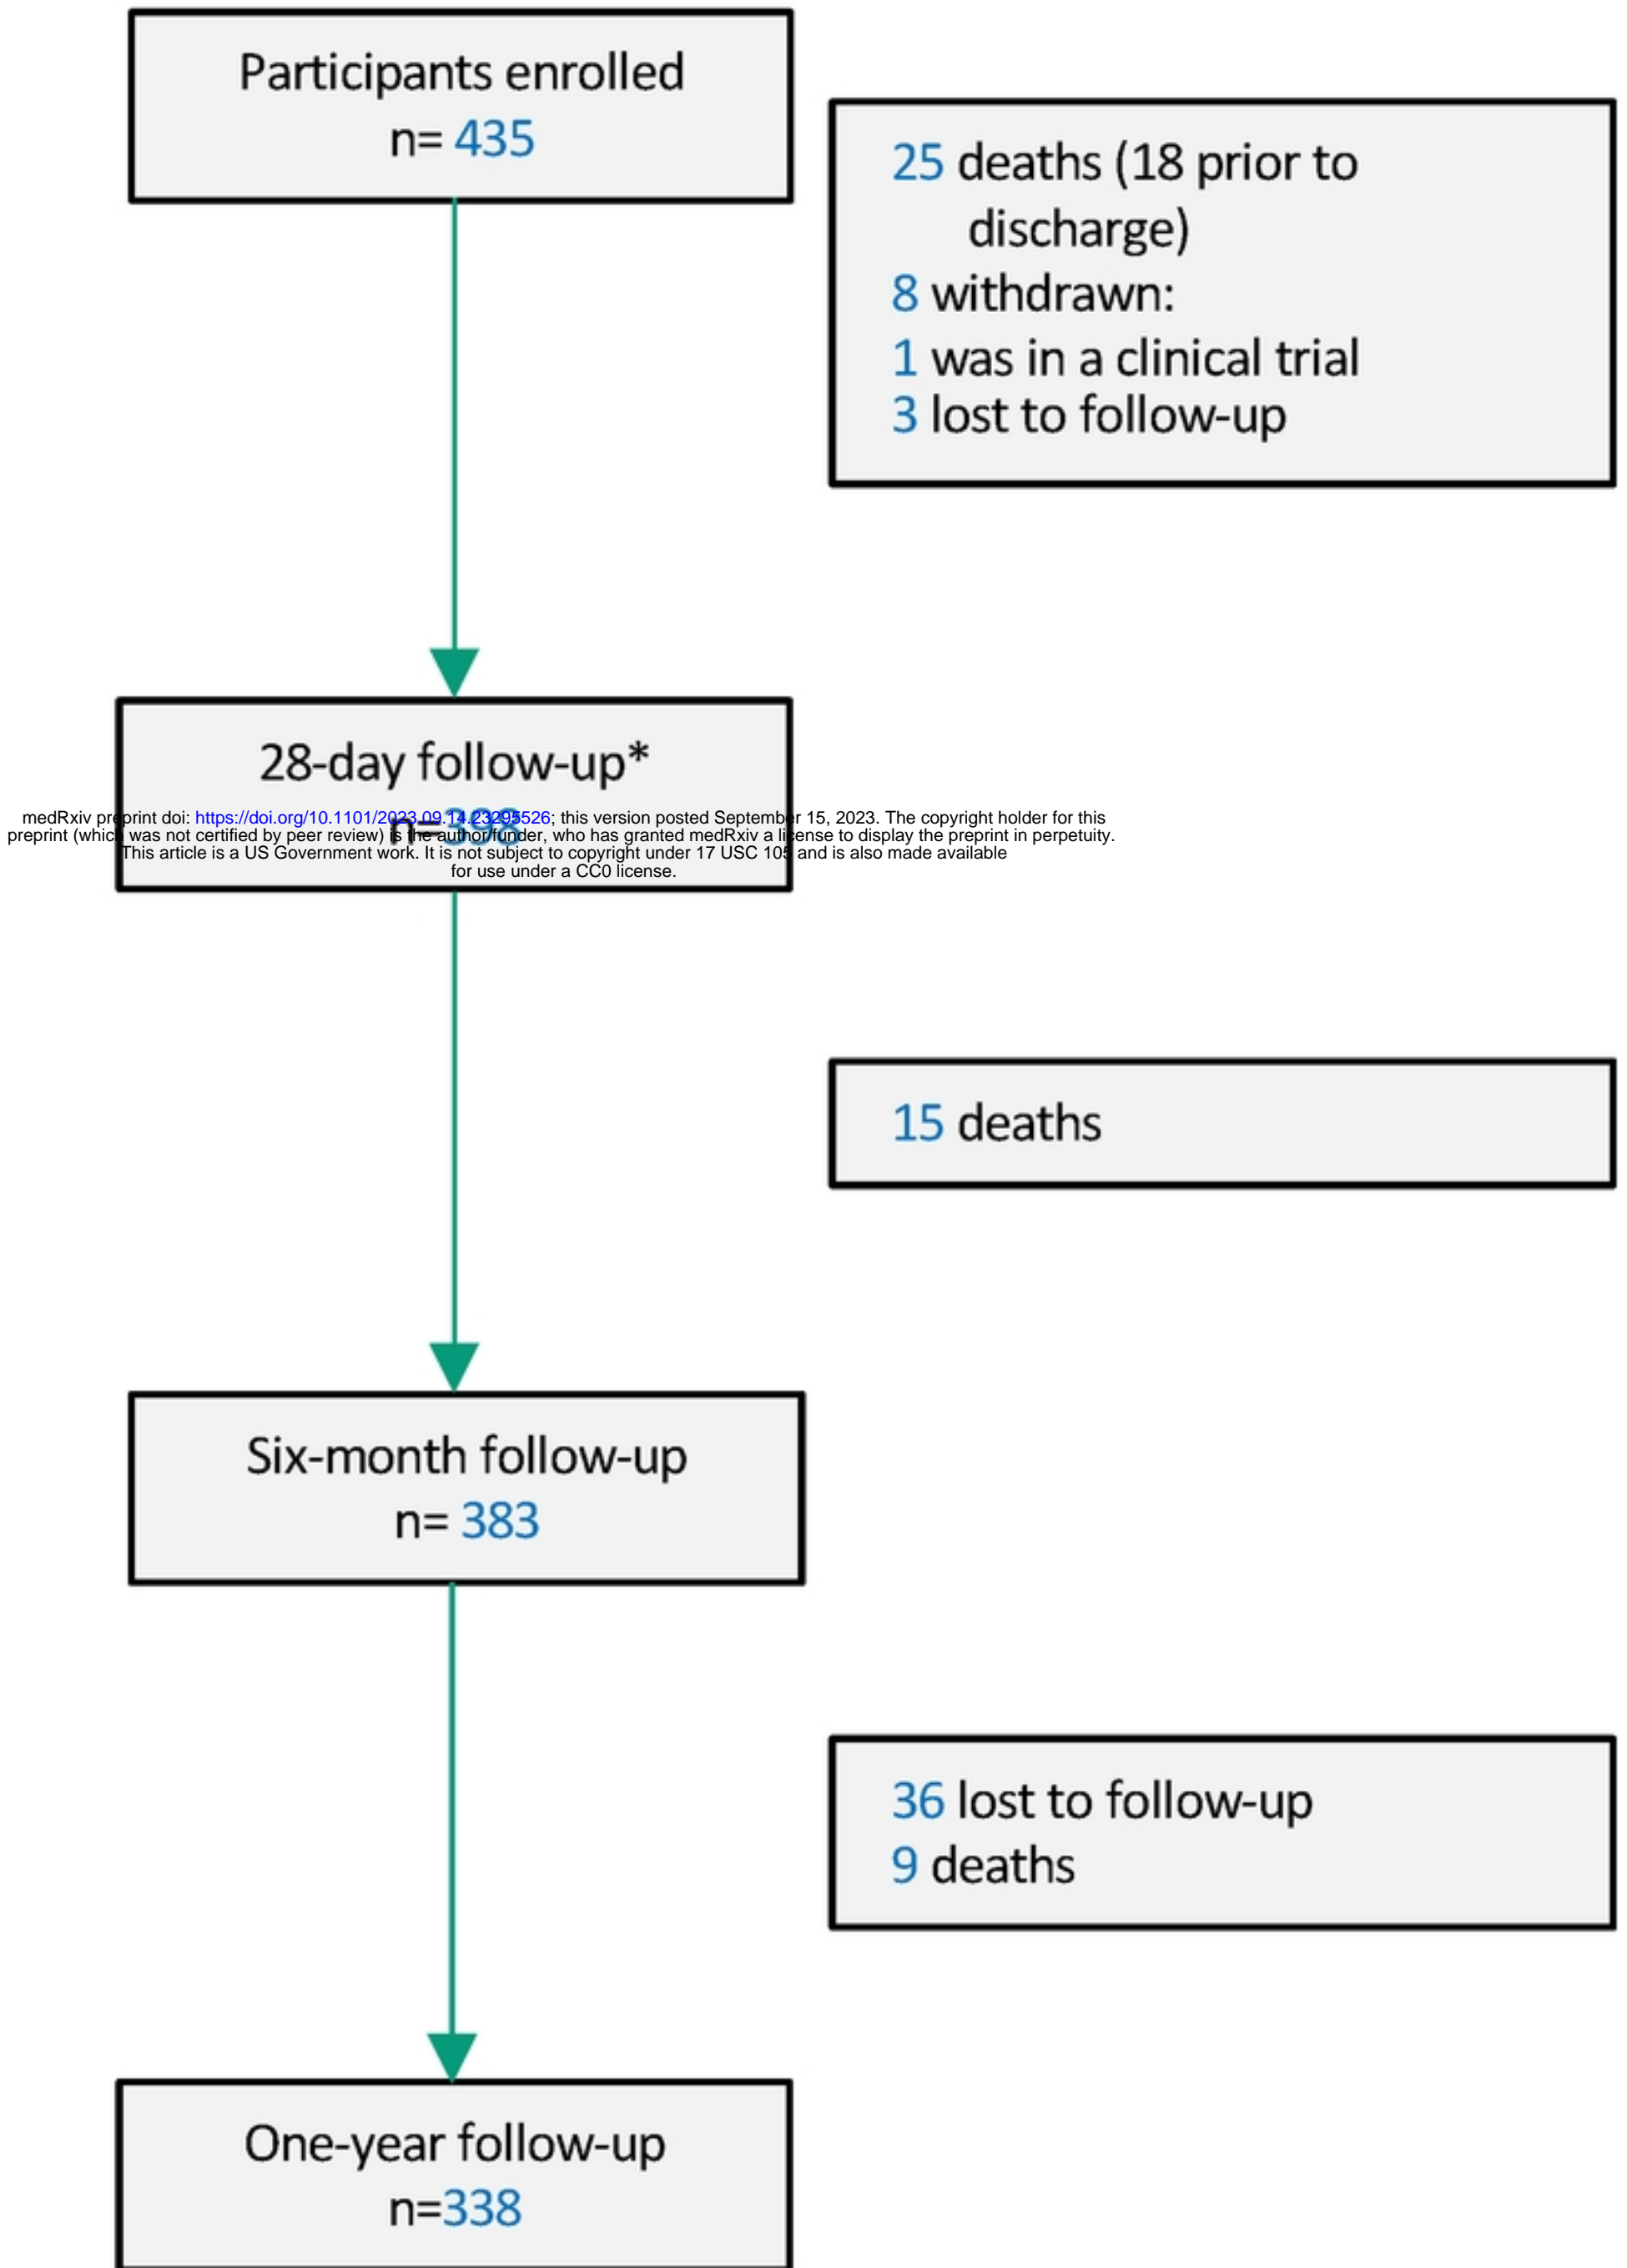 Participants enrolled
n= 435
25 deaths (18 prior to
discharge)
8 withdrawn:
1 was in a clinical trial
3 lost to follow-up
28-day follow-up*
n=398
medRxiv preprint doi: https://doi.org/10.1101/2023.09.14.23295526; this version posted September 15, 2023. The copyright holder for this
preprint (which was not certified by peer review) is the author/funder, who has granted medRxiv a license to display the preprint in perpetuity.
This article is a US Government work. It is not subject to copyright under 17 USC 105 and is also made available
for use under a CC0 license.
15 deaths
Six-month follow-up
n= 383
36 lost to follow-up
9 deaths
One-year follow-up
n=338